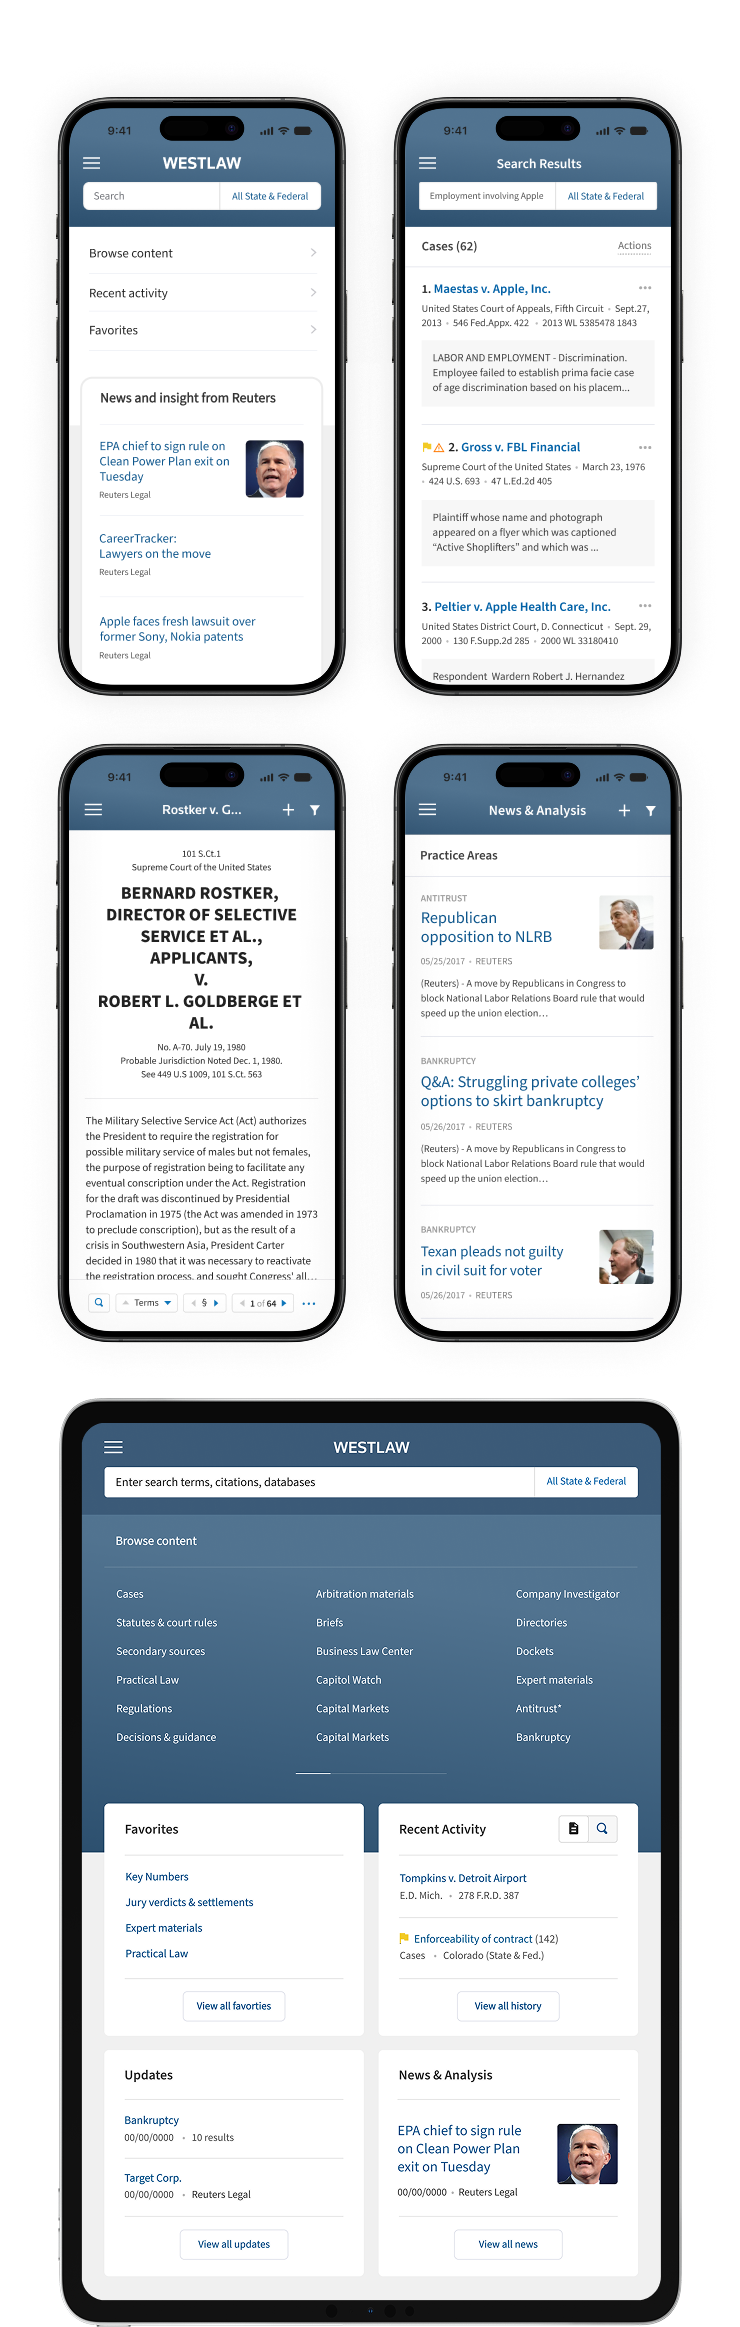 9:41
WESTLAW
Search
All State & Federal
Browse content
Recent activity
Favorites
News and insight from Reuters
EPA chief to sign rule on
Clean Power Plan exit on
Tuesday
Reuters Legal
CareerTracker:
Lawyers on the move
Reuters Legal
Apple faces fresh lawsuit over
former Sony, Nokia patents
Reuters Legal
9:41
Search Results
Employment involving Apple
All State & Federal
Cases (62)
Actions
1. Maestas v. Apple, Inc.
United States Court of Appeals, Fifth Circuit • Sept.27,
2013 • 546 Fed.Appx. 422 • 2013 WL 5385478 1843
LABOR AND EMPLOYMENT - Discrimination.
Employee failed to establish prima facie case
of age discrimination based on his placem...
2. Gross v. FBL Financial
Supreme Court of the United States • March 23, 1976
• 424 U.S. 693 • 47 L.Ed.2d 405
Plaintiff whose name and photograph
appeared on a flyer which was captioned
“Active Shoplifters” and which was ...
3. Peltier v. Apple Health Care, Inc.
United States District Court, D. Connecticut • Sept. 29,
2000 • 130 F.Supp.2d 285 • 2000 WL 33180410
Respondent Wardern Robert J. Hernandez
9:41
Rostker v. G...
101 S.Ct.1
Supreme Court of the United States
BERNARD ROSTKER,
DIRECTOR OF SELECTIVE
SERVICE ET AL.,
APPLICANTS,
V.
ROBERT L. GOLDBERGE ET
AL.
No. A-70. July 19, 1980
Probable Jurisdiction Noted Dec. 1, 1980.
See 449 U.S 1009, 101 S.Ct. 563
The Military Selective Service Act (Act) authorizes
the President to require the registration for
possible military service of males but not females,
the purpose of registration being to facilitate any
eventual conscription under the Act. Registration
for the draft was discontinued by Presidential
Proclamation in 1975 (the Act was amended in 1973
to preclude conscription), but as the result of a
crisis in Southwestern Asia, President Carter
decided in 1980 that it was necessary to reactivate
the registration process, and sought Congress' all...
Terms
§
1 of 64
9:41
News & Analysis
Practice Areas
ANTITRUST
Republican
opposition to NLRB
05/25/2017 • REUTERS
(Reuters) - A move by Republicans in Congress to
block National Labor Relations Board rule that would
speed up the union election...
BANKRUPTCY
Q&A: Struggling private colleges’
options to skirt bankruptcy
05/26/2017 • REUTERS
(Reuters) - A move by Republicans in Congress to
block National Labor Relations Board rule that would
speed up the union election...
BANKRUPTCY
Texan pleads not guilty
in civil suit for voter
05/26/2017 • REUTERS
WESTLAW
Enter search terms, citations, databases
All State & Federal
Browse content
Cases
Statutes & court rules
Secondary sources
Practical Law
Regulations
Decisions & guidance
Arbitration materials
Briefs
Business Law Center
Capitol Watch
Capital Markets
Capital Markets
Company Investigator
Directories
Dockets
Expert materials
Antitrust*
Bankruptcy
Favorites
Key Numbers
Jury verdicts & settlements
Expert materials
Practical Law
View all favorties
Recent Activity
Tompkins v. Detroit Airport
E.D. Mich. • 278 F.R.D. 387
Enforceability of contract (142)
Cases • Colorado (State & Fed.)
View all history
Updates
Bankruptcy
00/00/0000 • 10 results
Target Corp.
00/00/0000 • Reuters Legal
View all updates
News & Analysis
EPA chief to sign rule
on Clean Power Plan
exit on Tuesday
00/00/0000 • Reuters Legal
View all news